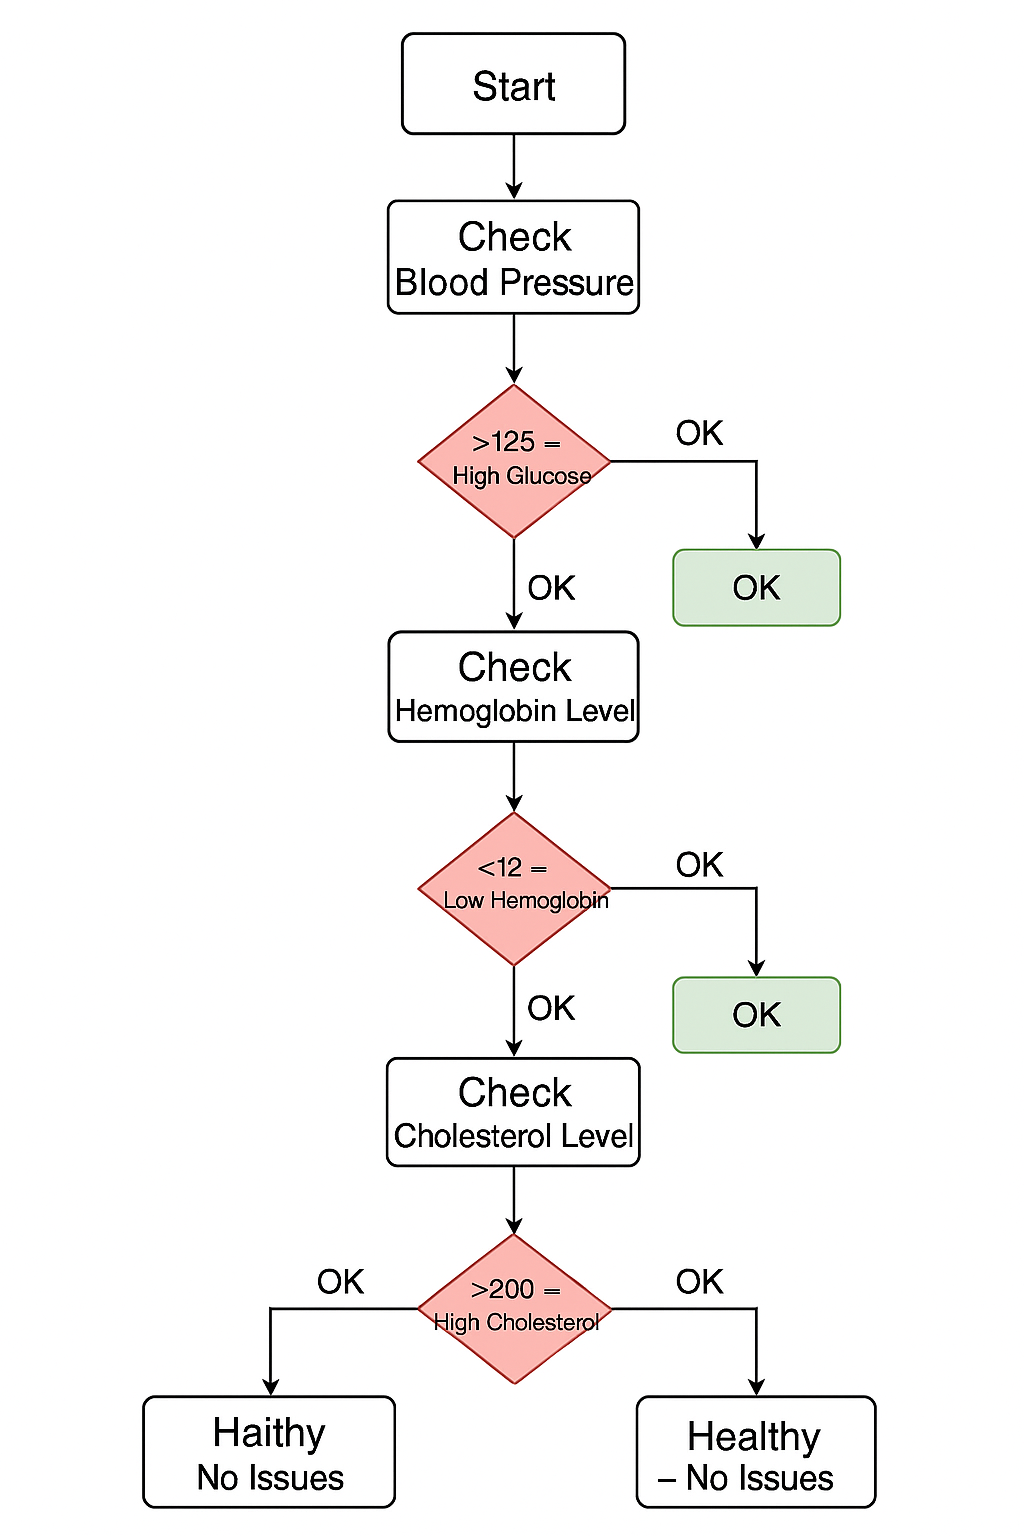 Start
Check
Blood Pressure
>125 =
High Glucose
OK
OK
OK
Check
Hemoglobin Level
<12 =
Low Hemoglobin
OK
OK
OK
Check
Cholesterol Level
>200 =
High Cholesterol
OK
OK
Haithy
No Issues
Healthy
– No Issues